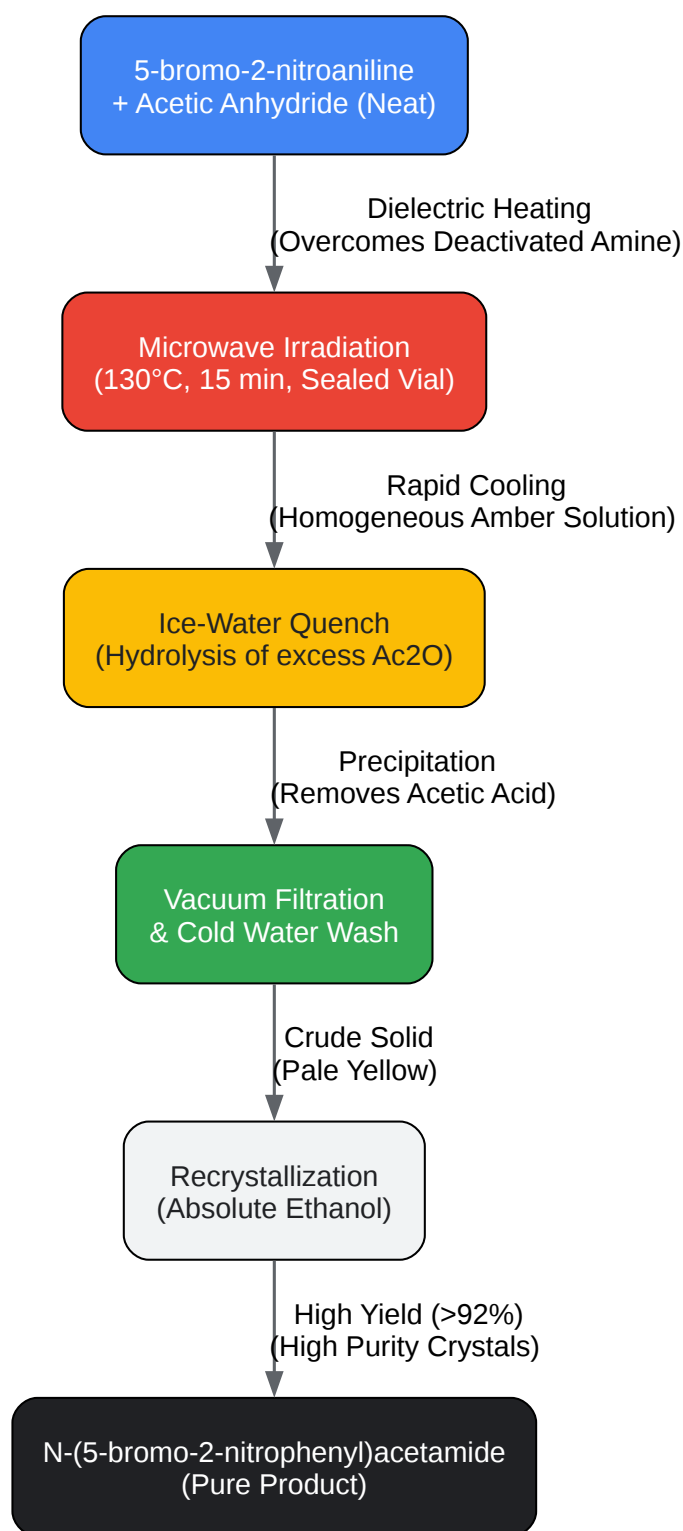 5-bromo-2-nitroaniline
+ Acetic Anhydride (Neat)
Dielectric Heating
(Overcomes Deactivated Amine)
Microwave Irradiation
(130°C, 15 min, Sealed Vial)
Rapid Cooling
(Homogeneous Amber Solution)
Ice-Water Quench
(Hydrolysis of excess Ac2O)
Precipitation
(Removes Acetic Acid)
Vacuum Filtration
& Cold Water Wash
Crude Solid
(Pale Yellow)
Recrystallization
(Absolute Ethanol)
High Yield (>92%)
(High Purity Crystals)
N-(5-bromo-2-nitrophenyl)acetamide
(Pure Product)